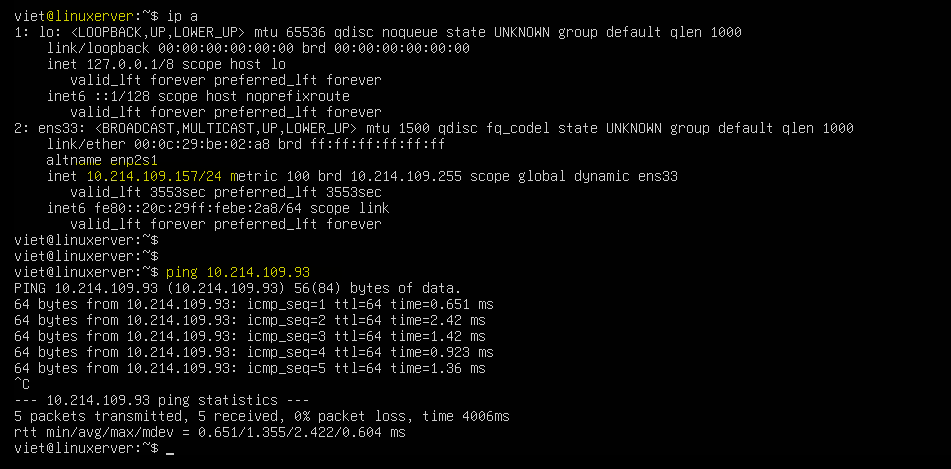 viet@linuxerver:~$ ip a
1: lo: <LOOPBACK,UP,LOWER_UP> mtu 65536 qdisc noqueue state UNKNOWN group default qlen 1000
    link/loopback 00:00:00:00:00:00 brd 00:00:00:00:00:00
    inet 127.0.0.1/8 scope host lo
       valid_lft forever preferred_lft forever
    inet6 ::1/128 scope host noprefixroute
       valid_lft forever preferred_lft forever
2: ens33: <BROADCAST,MULTICAST,UP,LOWER_UP> mtu 1500 qdisc fq_codel state UNKNOWN group default qlen 1000
    link/ether 00:0c:29:be:02:a8 brd ff:ff:ff:ff:ff:ff
    altname enp2s1
    inet 10.214.109.157/24 metric 100 brd 10.214.109.255 scope global dynamic ens33
       valid_lft 3553sec preferred_lft 3553sec
    inet6 fe80::20c:29ff:febe:2a8/64 scope link
       valid_lft forever preferred_lft forever
viet@linuxerver:~$
viet@linuxerver:~$
viet@linuxerver:~$ ping 10.214.109.93
PING 10.214.109.93 (10.214.109.93) 56(84) bytes of data.
64 bytes from 10.214.109.93: icmp_seq=1 ttl=64 time=0.651 ms
64 bytes from 10.214.109.93: icmp_seq=2 ttl=64 time=2.42 ms
64 bytes from 10.214.109.93: icmp_seq=3 ttl=64 time=1.42 ms
64 bytes from 10.214.109.93: icmp_seq=4 ttl=64 time=0.923 ms
64 bytes from 10.214.109.93: icmp_seq=5 ttl=64 time=1.36 ms
^C
--- 10.214.109.93 ping statistics ---
5 packets transmitted, 5 received, 0% packet loss, time 4006ms
rtt min/avg/max/mdev = 0.651/1.355/2.422/0.604 ms
viet@linuxerver:~$ _